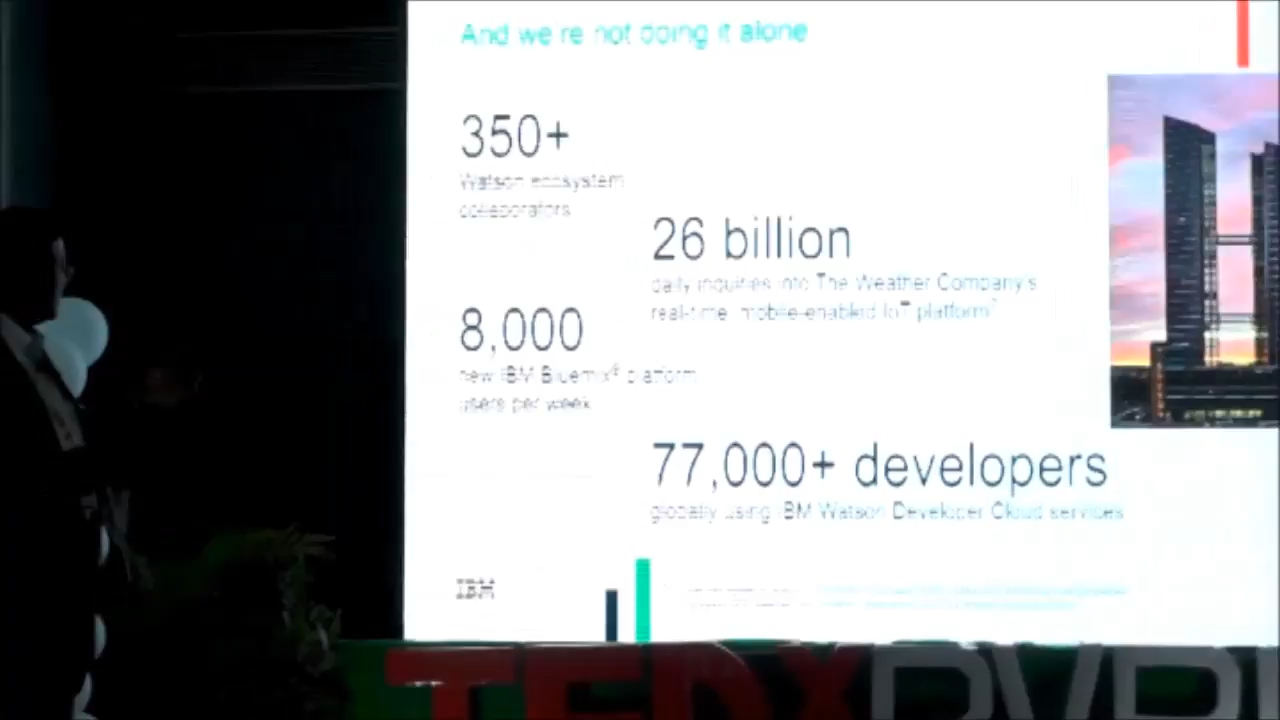 And we're not doing it alone
350+
Watson ecosystem
collaborators
26 billion
daily inquiries into The Weather Company's
real-time, mobile-enabled IoT platform
8,000
new IBM Bluemix® platform
users per week
77,000+ developers
globally using IBM Watson Developer Cloud services
IBM
TEDx